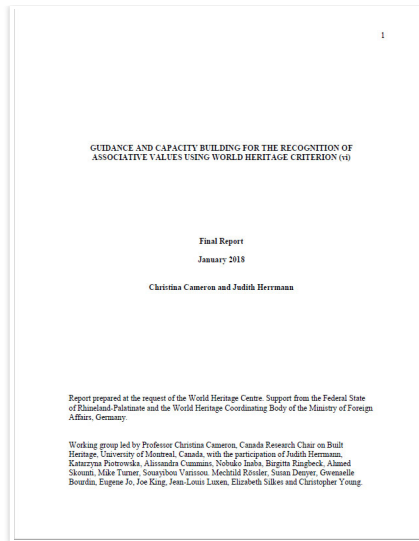 1
GUIDANCE AND CAPACITY BUILDING FOR THE RECOGNITION OF
ASSOCIATIVE VALUES USING WORLD HERITAGE CRITERION (vi)
Final Report
January 2018
Christina Cameron and Judith Herrmann
Report prepared at the request of the World Heritage Centre. Support from the Federal State
of Rhineland-Palatinate and the World Heritage Coordinating Body of the Ministry of Foreign
Affairs, Germany.
Working group led by Professor Christina Cameron, Canada Research Chair on Built
Heritage, University of Montreal, Canada, with the participation of Judith Herrmann,
Katarzyna Piotrowska, Alissandra Cummins, Nobuko Inaba, Birgitta Ringbeck, Ahmed
Skounti, Mike Turner, Souayibou Varissou. Mechtild Rössler, Susan Denyer, Gwenaelle
Bourdin, Eugene Jo, Joe King, Jean-Louis Luxen, Elizabeth Silkes and Christopher Young.